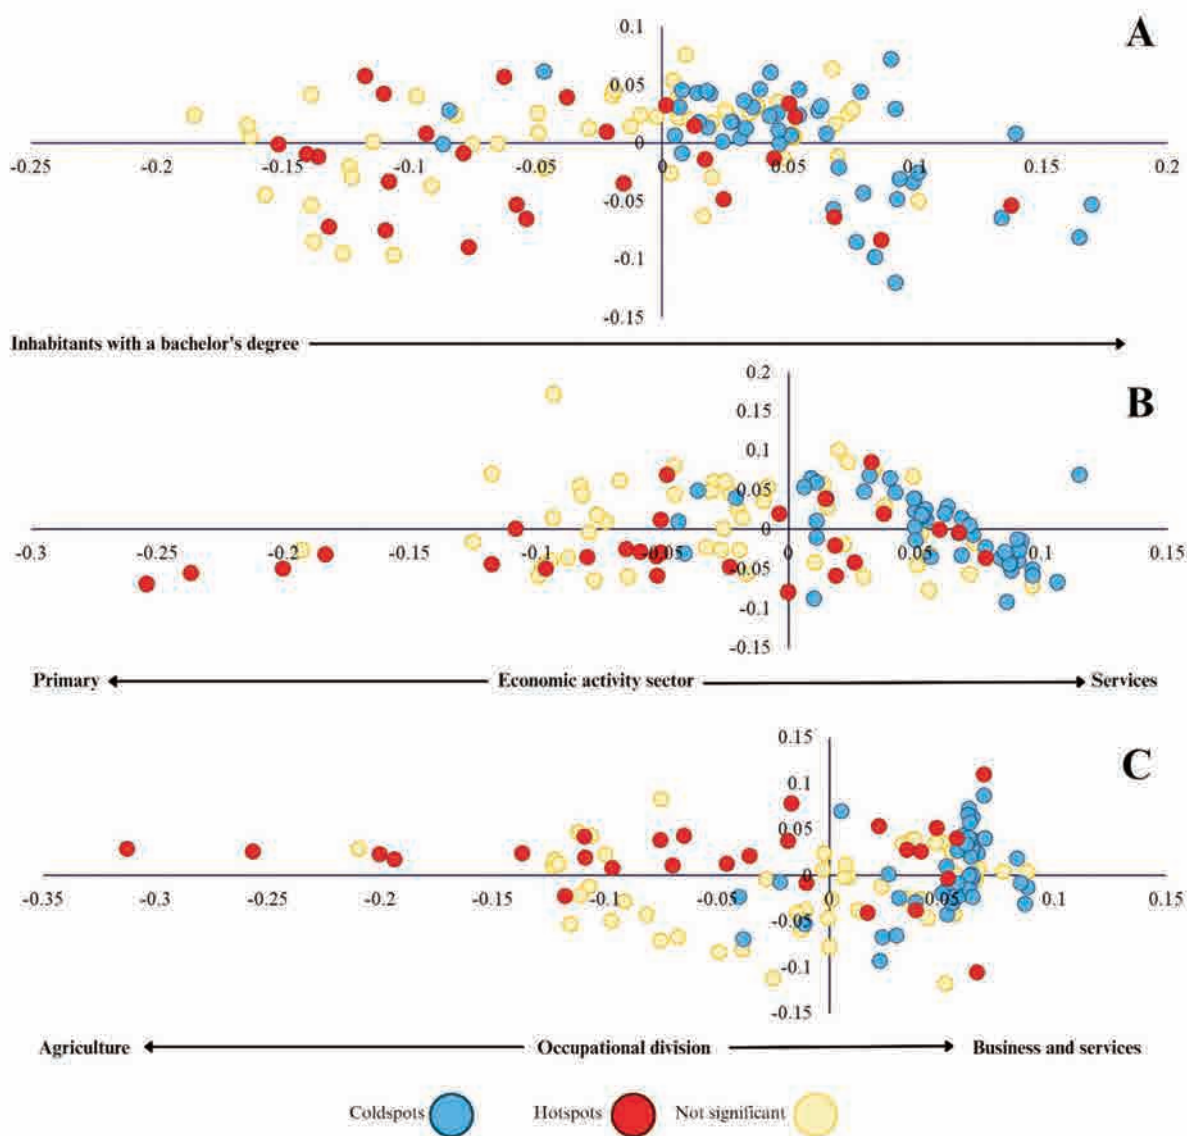 0.1
A
0.05
0
-0.25 -0.2 -0.15 -0.1 -0.05 0 0.05 0.1 0.15 0.2
-0.05
-0.1
-0.15
Inhabitants with a bachelor's degree
0.2
B
0.15
0.1
0.05
0
-0.3 -0.25 -0.2 -0.15 -0.1 -0.05 0 0.05 0.1 0.15
-0.05
-0.1
-0.15
Primary Economic activity sector Services
0.15
C
0.1
0.05
0
-0.35 -0.3 -0.25 -0.2 -0.15 -0.1 -0.05 0 0.05 0.1 0.15
-0.05
-0.1
-0.15
Agriculture Occupational division Business and services
Coldspots Hotspots Not significant